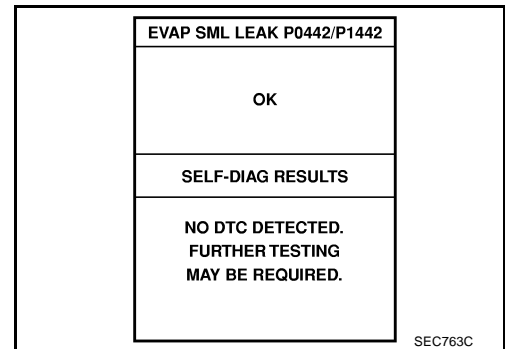 EVAP SML LEAK P0442/P1442
OK
SELF-DIAG RESULTS
NO DTC DETECTED.
FURTHER TESTING
MAY BE REQUIRED.
SEC763C